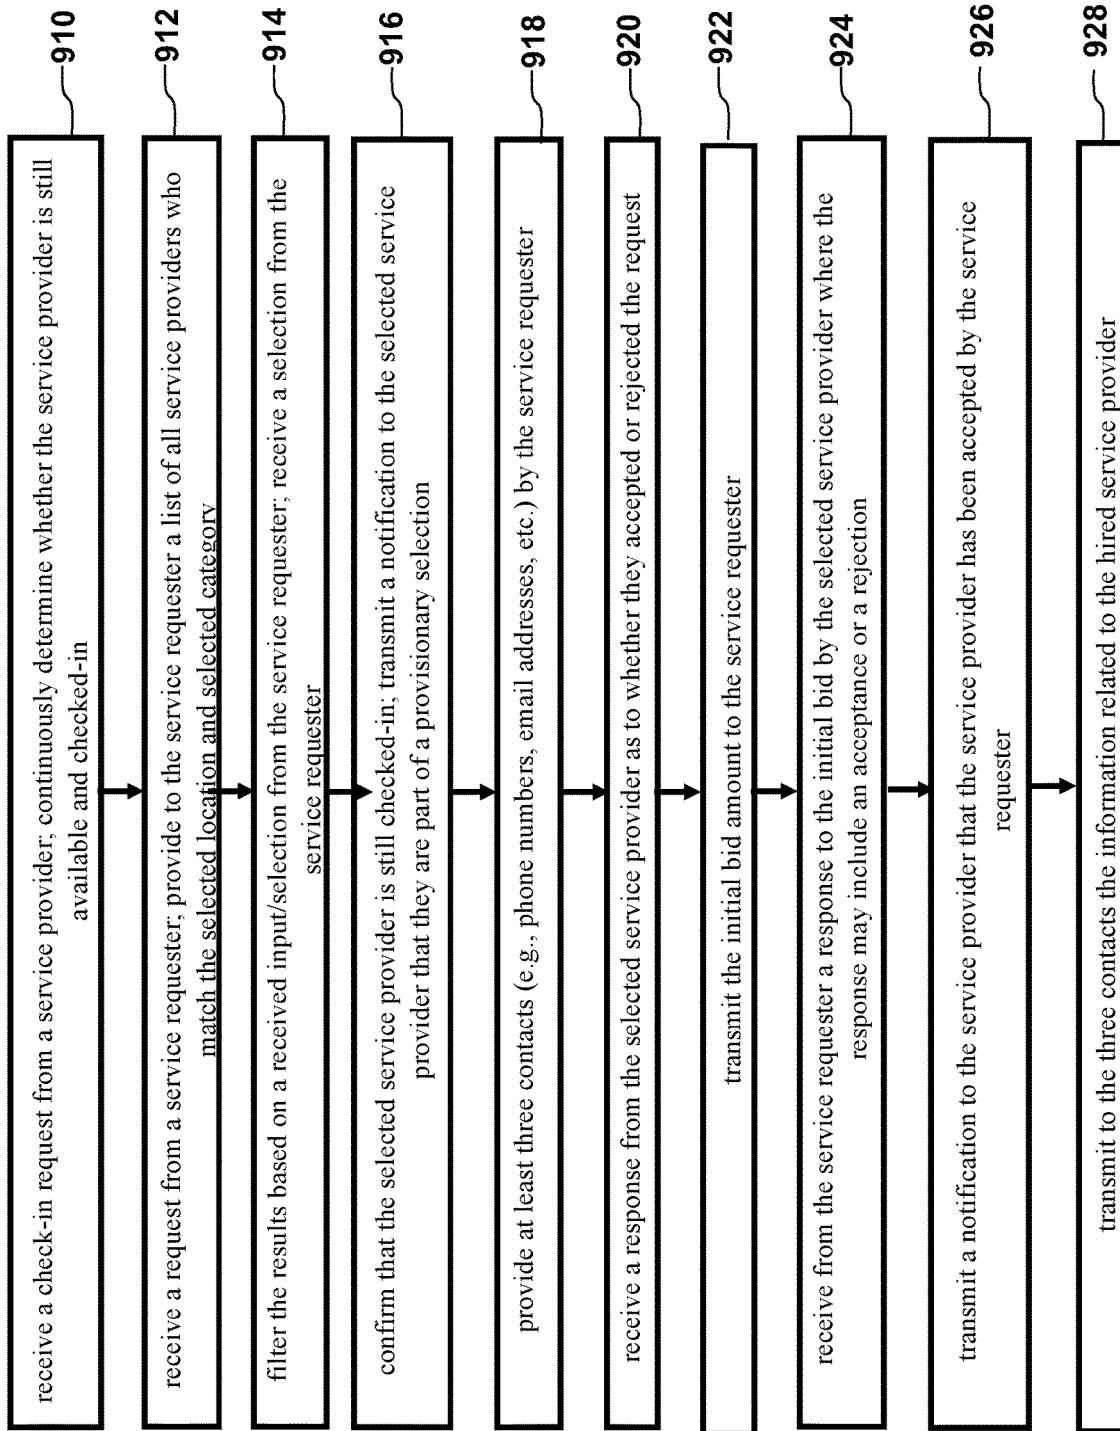 receive a check-in request from a service provider; continuously determine whether the service provider is still
available and checked-in
910
receive a request from a service requester; provide to the service requester a list of all service providers who
match the selected location and selected category
912
filter the results based on a received input/selection from the service requester; receive a selection from the
service requester
914
confirm that the selected service provider is still checked-in; transmit a notification to the selected service
provider that they are part of a provisionary selection
916
provide at least three contacts (e.g., phone numbers, email addresses, etc.) by the service requester
918
receive a response from the selected service provider as to whether they accepted or rejected the request
920
transmit the initial bid amount to the service requester
922
receive from the service requester a response to the initial bid by the selected service provider where the
response may include an acceptance or a rejection
924
transmit a notification to the service provider that the service provider has been accepted by the service
requester
926
transmit to the three contacts the information related to the hired service provider
928